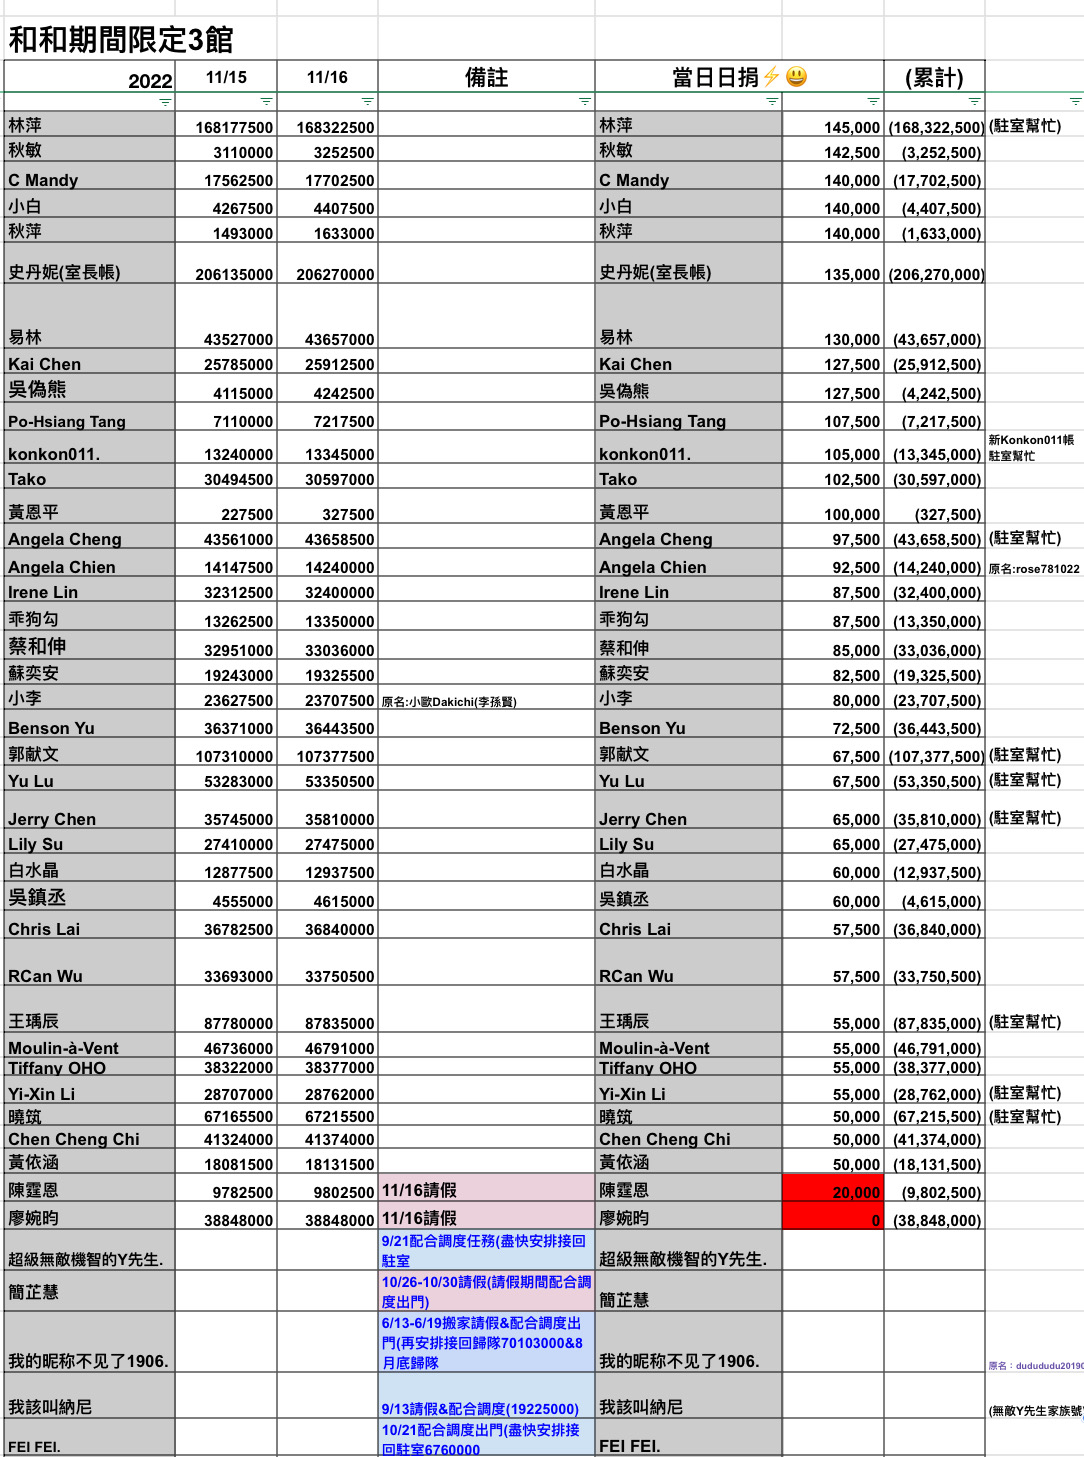 和和期間限定3館
2022 11/15 11/16 備註 當日日捐⚡😃 (累計)
林萍 168177500 168322500 林萍 145,000 (168,322,500) (駐室幫忙)
秋敏 3110000 3252500 秋敏 142,500 (3,252,500)
C Mandy 17562500 17702500 C Mandy 140,000 (17,702,500)
小白 4267500 4407500 小白 140,000 (4,407,500)
秋萍 1493000 1633000 秋萍 140,000 (1,633,000)
史丹妮(室長帳) 206135000 206270000 史丹妮(室長帳) 135,000 (206,270,000)
易林 43527000 43657000 易林 130,000 (43,657,000)
Kai Chen 25785000 25912500 Kai Chen 127,500 (25,912,500)
吳偽熊 4115000 4242500 吳偽熊 127,500 (4,242,500)
Po-Hsiang Tang 7110000 7217500 Po-Hsiang Tang 107,500 (7,217,500)
konkon011. 13240000 13345000 konkon011. 105,000 (13,345,000) 新Konkon011帳
駐室幫忙
Tako 30494500 30597000 Tako 102,500 (30,597,000)
黃恩平 227500 327500 黃恩平 100,000 (327,500)
Angela Cheng 43561000 43658500 Angela Cheng 97,500 (43,658,500) (駐室幫忙)
Angela Chien 14147500 14240000 Angela Chien 92,500 (14,240,000) 原名:rose781022
Irene Lin 32312500 32400000 Irene Lin 87,500 (32,400,000)
乖狗勾 13262500 13350000 乖狗勾 87,500 (13,350,000)
蔡和伸 32951000 33036000 蔡和伸 85,000 (33,036,000)
蘇奕安 19243000 19325500 蘇奕安 82,500 (19,325,500)
小李 23627500 23707500 原名:小歐Dakichi(李孫賢) 小李 80,000 (23,707,500)
Benson Yu 36371000 36443500 Benson Yu 72,500 (36,443,500)
郭献文 107310000 107377500 郭献文 67,500 (107,377,500) (駐室幫忙)
Yu Lu 53283000 53350500 Yu Lu 67,500 (53,350,500) (駐室幫忙)
Jerry Chen 35745000 35810000 Jerry Chen 65,000 (35,810,000) (駐室幫忙)
Lily Su 27410000 27475000 Lily Su 65,000 (27,475,000)
白水晶 12877500 12937500 白水晶 60,000 (12,937,500)
吳鎮丞 4555000 4615000 吳鎮丞 60,000 (4,615,000)
Chris Lai 36782500 36840000 Chris Lai 57,500 (36,840,000)
RCan Wu 33693000 33750500 RCan Wu 57,500 (33,750,500)
王瑀辰 87780000 87835000 王瑀辰 55,000 (87,835,000) (駐室幫忙)
Moulin-à-Vent 46736000 46791000 Moulin-à-Vent 55,000 (46,791,000)
Tiffany OHO 38322000 38377000 Tiffany OHO 55,000 (38,377,000)
Yi-Xin Li 28707000 28762000 Yi-Xin Li 55,000 (28,762,000) (駐室幫忙)
曉筑 67165500 67215500 曉筑 50,000 (67,215,500) (駐室幫忙)
Chen Cheng Chi 41324000 41374000 Chen Cheng Chi 50,000 (41,374,000)
黃依涵 18081500 18131500 黃依涵 50,000 (18,131,500)
陳霆恩 9782500 9802500 11/16請假 陳霆恩 20,000 (9,802,500)
廖婉昀 38848000 38848000 11/16請假 廖婉昀 0 (38,848,000)
9/21配合調度任務(盡快安排接回
超級無敵機智的Y先生. 駐室 超級無敵機智的Y先生.
10/26-10/30請假(請假期間配合調
簡芷慧 度出門) 簡芷慧
6/13-6/19搬家請假&配合調度出
門(再安排接回歸隊70103000&8
我的昵称不见了1906. 月底歸隊 我的昵称不见了1906. 原名：dudududu20190
我該叫納尼 9/13請假&配合調度(19225000) 我該叫納尼 (無敵Y先生家族號)
10/21配合調度出門(盡快安排接
FEI FEI. 回駐室6760000 FEI FEI.